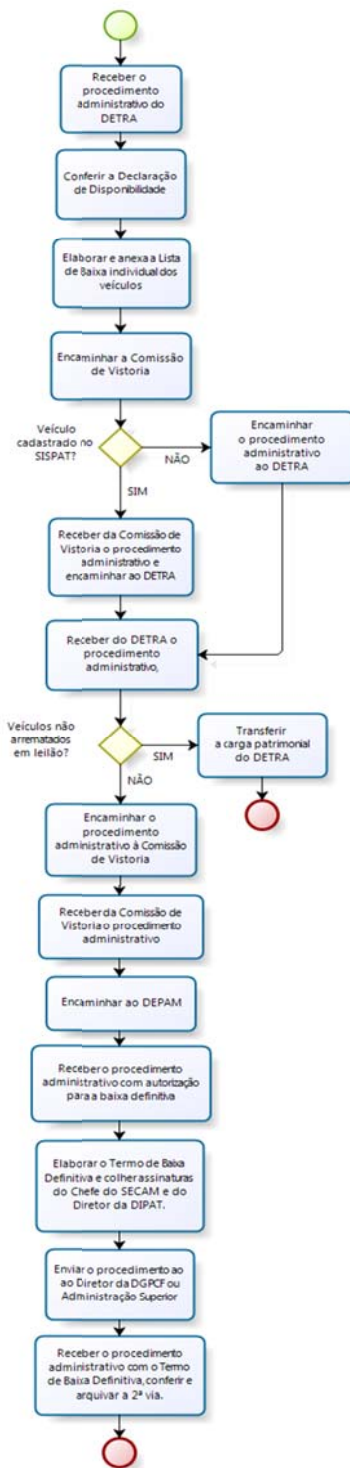 Receber o
procedimento
administrativo do
DETRA
Conferir a Declaração
de Disponibilidade
Elaborar e anexa a Lista
de Baixa individual dos
veículos
Encaminhar a Comissão
de Vistoria
Veículo
cadastrado no
SISPAT?
NÃO
Encaminhar
o procedimento
administrativo
ao DETRA
SIM
Receber da Comissão de
Vistoria o procedimento
administrativo e
encaminhar ao DETRA
Receber do DETRA o
procedimento
administrativo,
Veículos não
arrematados
em leilão?
SIM
Transferir
a carga patrimonial
do DETRA
NÃO
Encaminhar o
procedimento
administrativo à Comissão
de Vistoria
Receber da Comissão de
Vistoria o procedimento
administrativo
Encaminhar ao DEPAM
Receber o procedimento
administrativo com autorização
para a baixa definitiva
Elaborar o Termo de Baixa
Definitiva e colher assinaturas
do Chefe do SECAM e do
Diretor da DIPAT.
Enviar o procedimento ao
ao Diretor da DGPCF ou
Administração Superior
Receber o procedimento
administrativo com o Termo
de Baixa Definitiva, conferir e
arquivar a 2ª via.